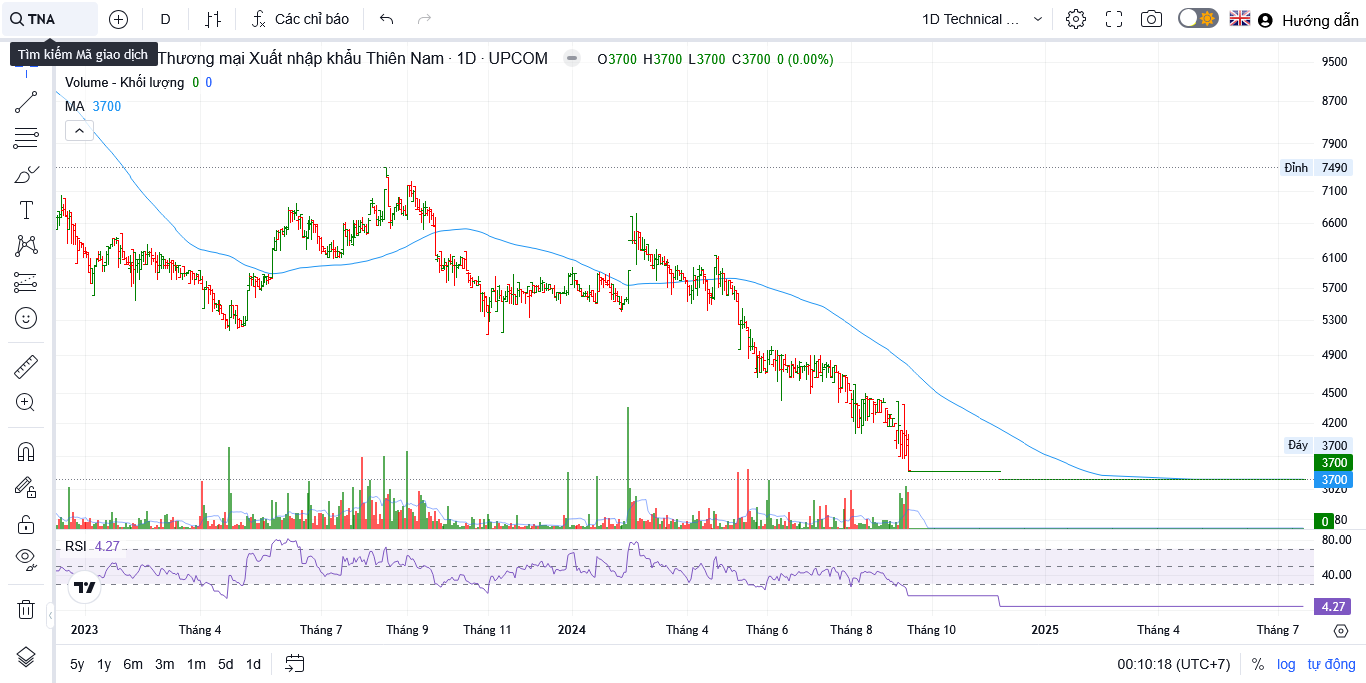 TNA
D
Các chỉ báo
1D Technical ...
Hướng dẫn
Tìm kiếm Mã giao dịch
Thương mại Xuất nhập khẩu Thiên Nam · 1D · UPCOM
O3700 H3700 L3700 C3700 0 (0.00%)
Volume - Khối lượng 0 0
MA 3700
9500
8700
7900
Đỉnh 7490
7100
6600
6100
5700
5300
4900
4500
4200
Đáy 3700
3700
3700
0
80
RSI 4.27
80.00
40.00
4.27
2023 Tháng 4 Tháng 7 Tháng 9 Tháng 11 2024 Tháng 4 Tháng 6 Tháng 8 Tháng 10 2025 Tháng 4 Tháng 7
5y 1y 6m 3m 1m 5d 1d
00:10:18 (UTC+7) % log tự động